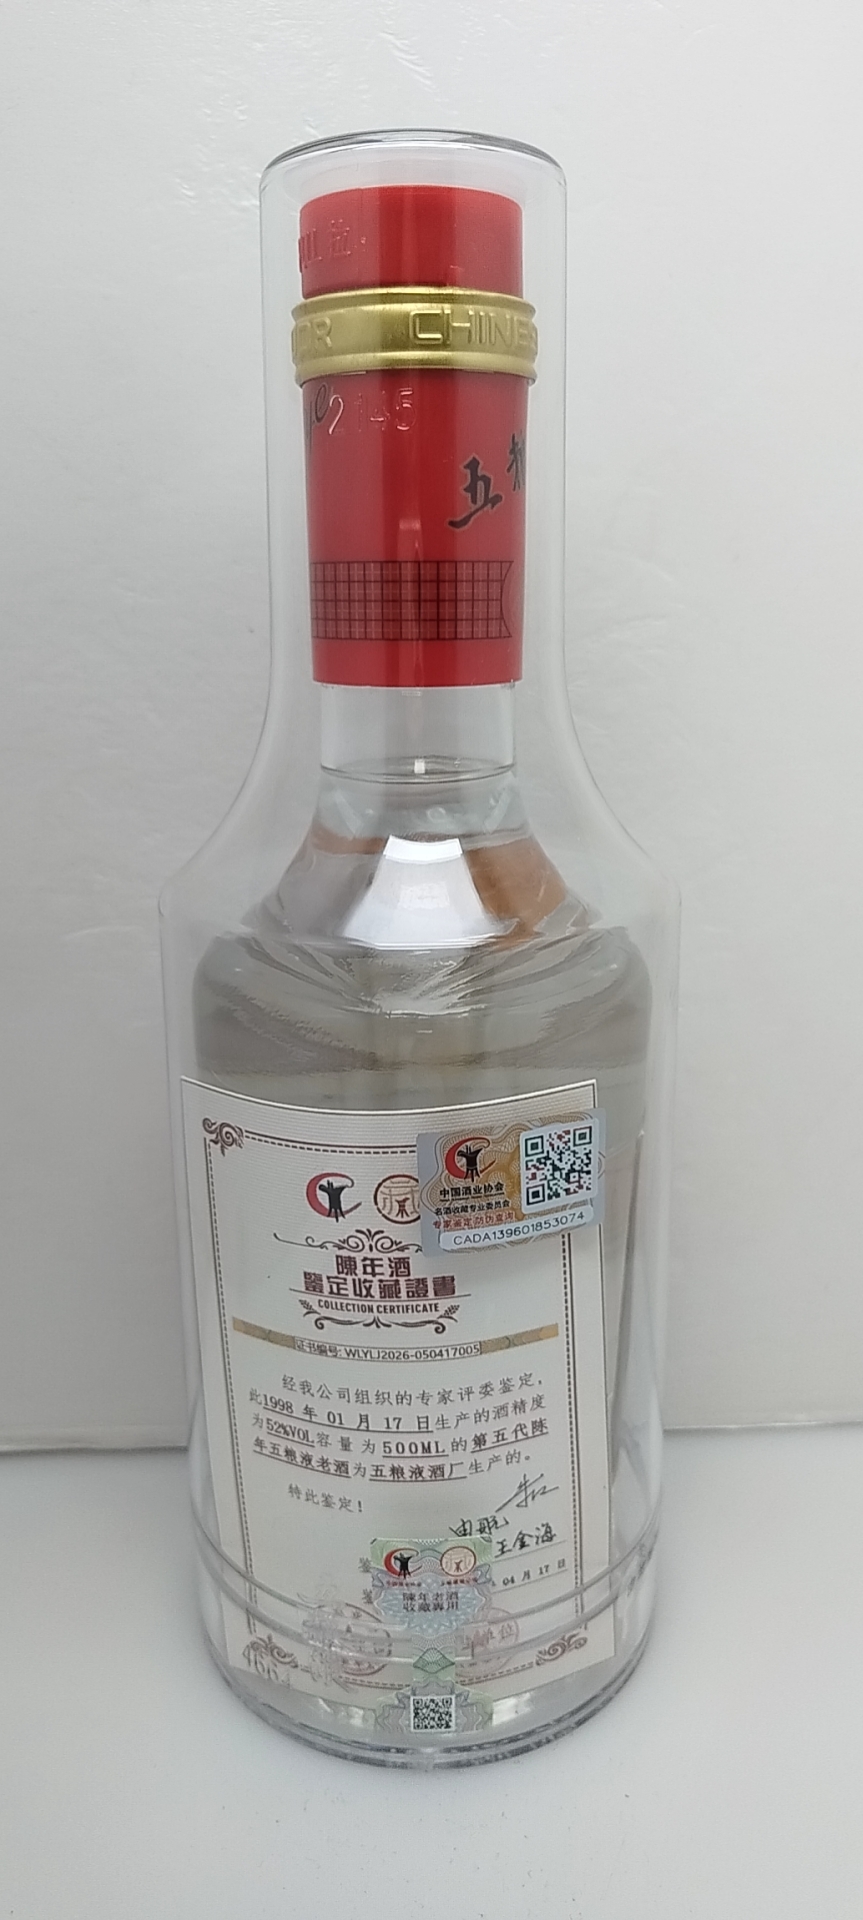 CHINES
2145
五粮
中国酒业协会
名酒收藏专业委员会
专家鉴定防伪查询
CADA139601853074
陳年酒
鑒定收藏證書
COLLECTION CERTIFICATE
证书编号: WLYLJ2026-050417005
经我公司组织的专家评委鉴定,
此1998 年 01 月 17 日生产的酒精度
为52%VOL容量为500ML的第五代陈
年五粮液老酒为五粮液酒厂生产的。
特此鉴定!
王金海
04 月 17 日
陳年老酒
收藏專用